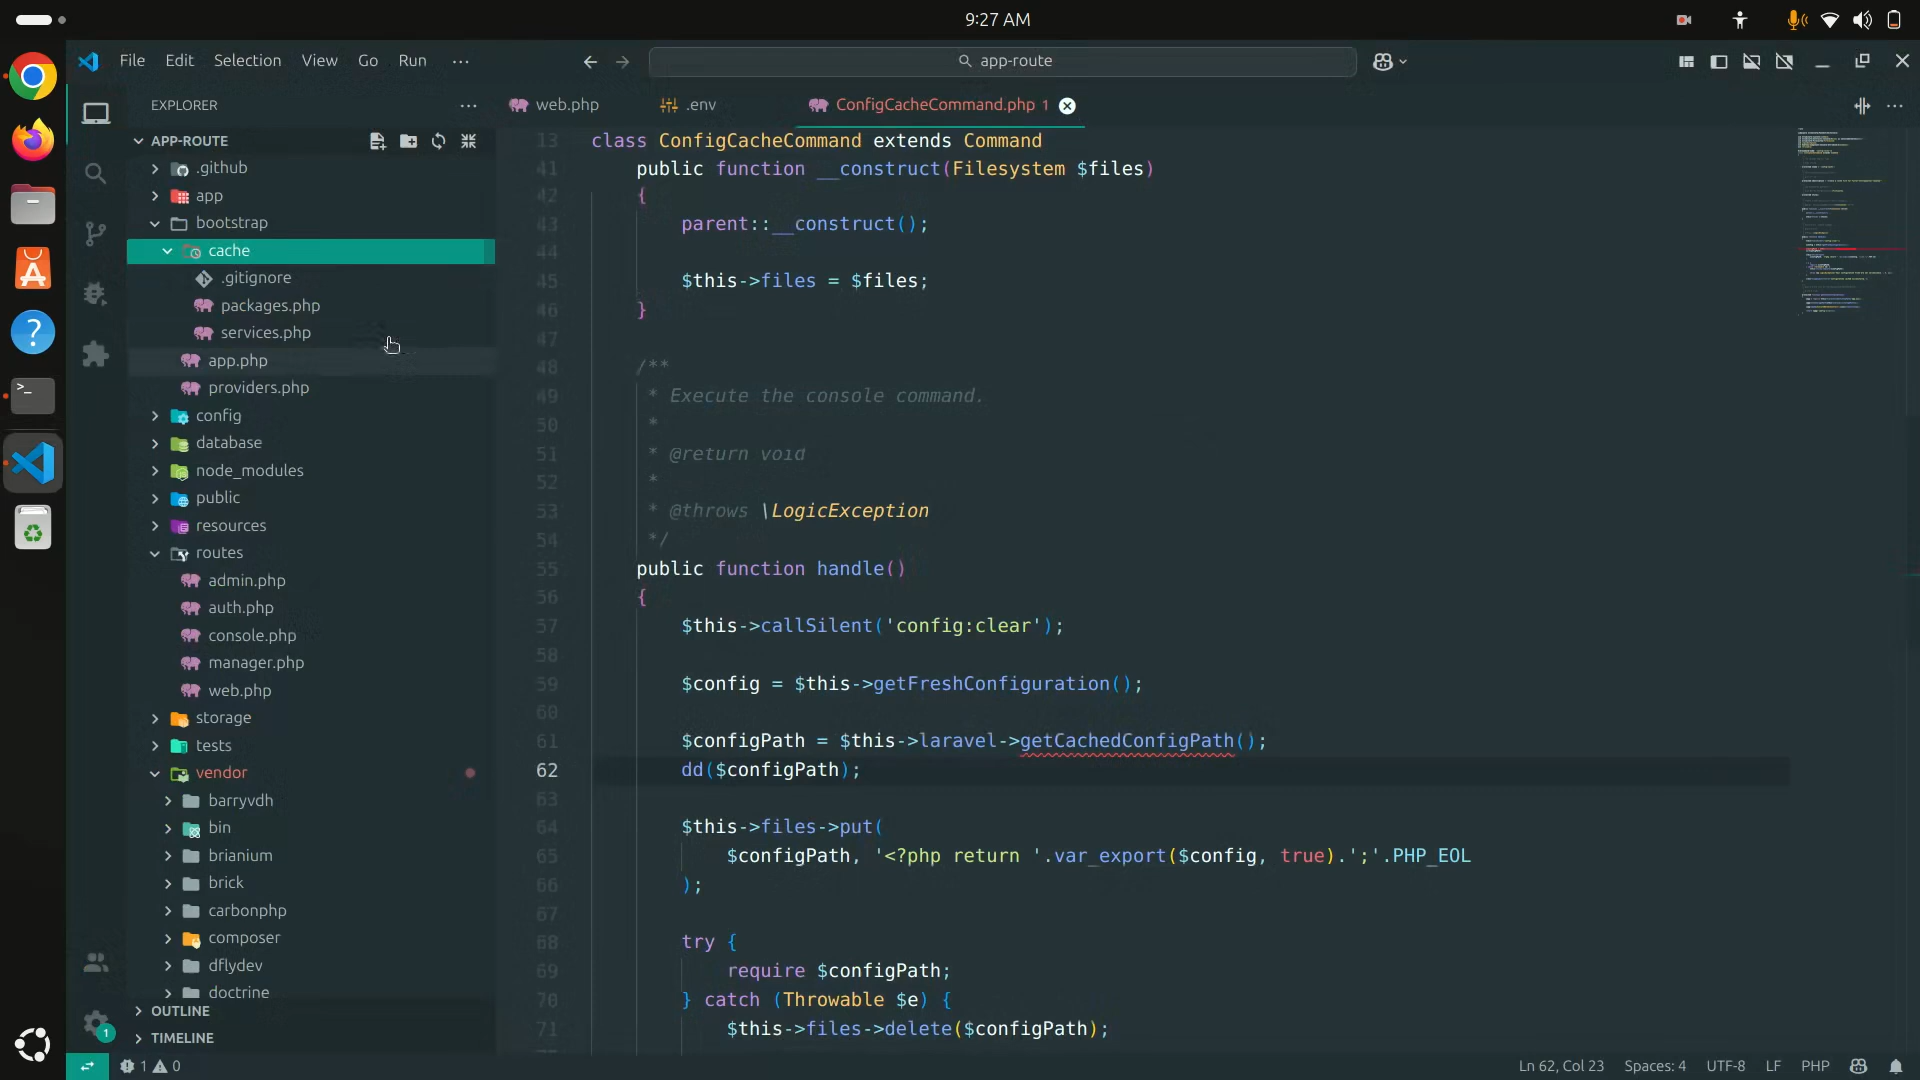 9:27 AM
File Edit Selection View Go Run ...
app-route
EXPLORER
web.php
.env
ConfigCacheCommand.php 1
APP-ROUTE
.github
app
bootstrap
cache
.gitignore
packages.php
services.php
app.php
providers.php
config
database
node_modules
public
resources
routes
admin.php
auth.php
console.php
manager.php
web.php
storage
tests
vendor
barryvdh
bin
brianium
brick
carbonphp
composer
dflydev
doctrine
OUTLINE
TIMELINE
13 class ConfigCacheCommand extends Command
41 public function __construct(Filesystem $files)
42 {
43 parent::__construct();
44
45 $this->files = $files;
46 }
47
48 /**
49 * Execute the console command.
50 *
51 * @return void
52 *
53 * @throws \LogicException
54 */
55 public function handle()
56 {
57 $this->callSilent('config:clear');
58
59 $config = $this->getFreshConfiguration();
60
61 $configPath = $this->laravel->getCachedConfigPath();
62 dd($configPath);
63
64 $this->files->put(
65 $configPath, '<?php return '.var_export($config, true).';'.PHP_EOL
66 );
67
68 try {
69 require $configPath;
70 } catch (Throwable $e) {
71 $this->files->delete($configPath);
1
1 0
Ln 62, Col 23 Spaces: 4 UTF-8 LF PHP